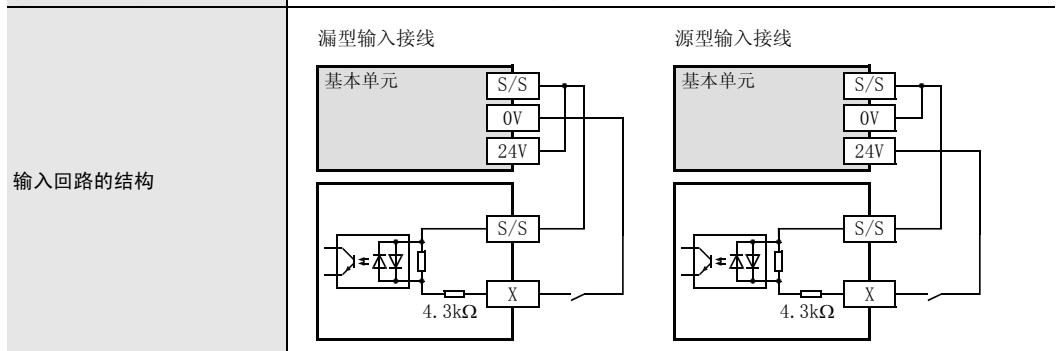 输入回路的结构
漏型输入接线
基本单元
S/S
0V
24V
S/S
X
4.3kΩ
源型输入接线
基本单元
S/S
0V
24V
S/S
X
4.3kΩ